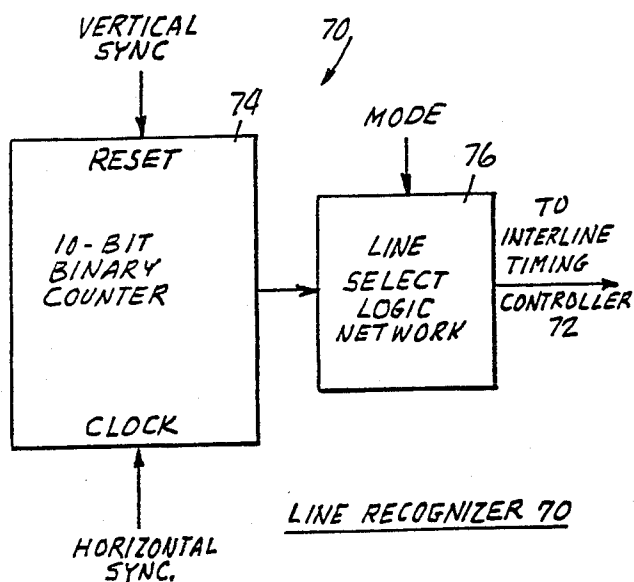 VERTICAL
SYNC
70
74
RESET
10-BIT
BINARY
COUNTER
CLOCK
HORIZONTAL
SYNC.
MODE
76
LINE
SELECT
LOGIC
NETWORK
TO
INTERLINE
TIMING
CONTROLLER
72
LINE RECOGNIZER 70